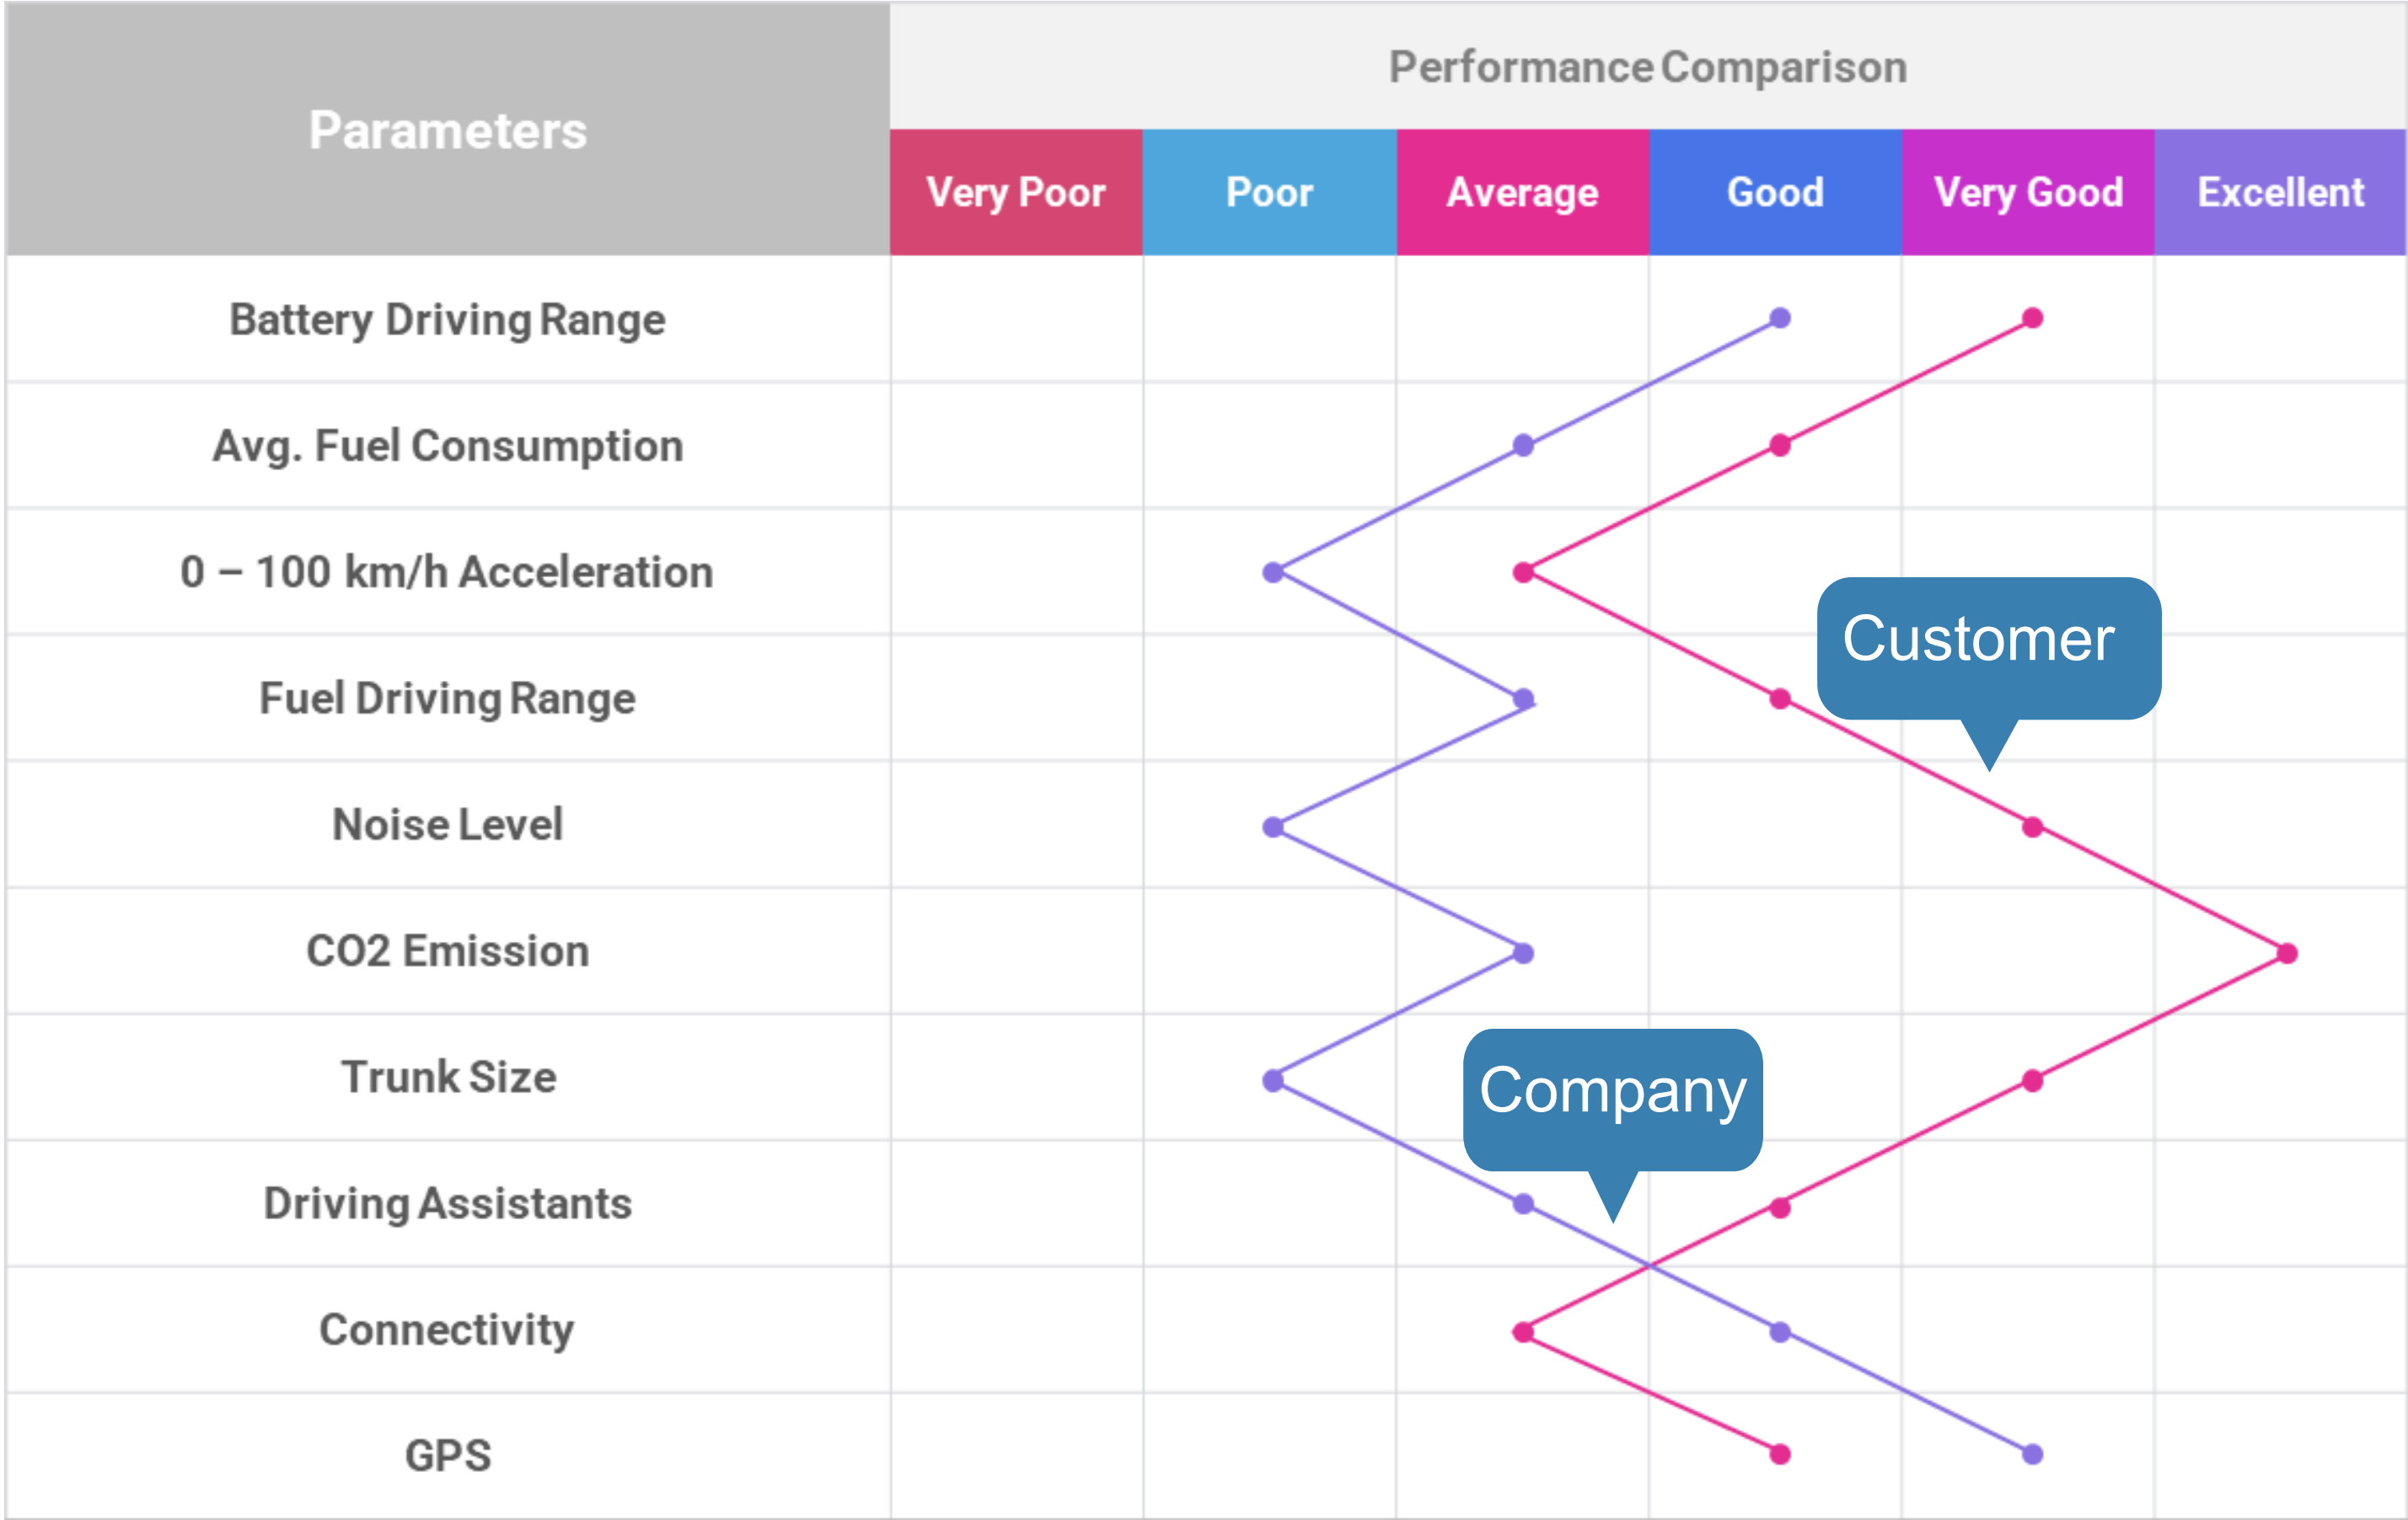 Performance Comparison
Parameters
Very Poor
Poor
Average
Good
Very Good
Excellent
Battery Driving Range
Avg. Fuel Consumption
0 – 100 km/h Acceleration
Customer
Fuel Driving Range
Noise Level
CO2 Emission
Trunk Size
Company
Driving Assistants
Connectivity
GPS